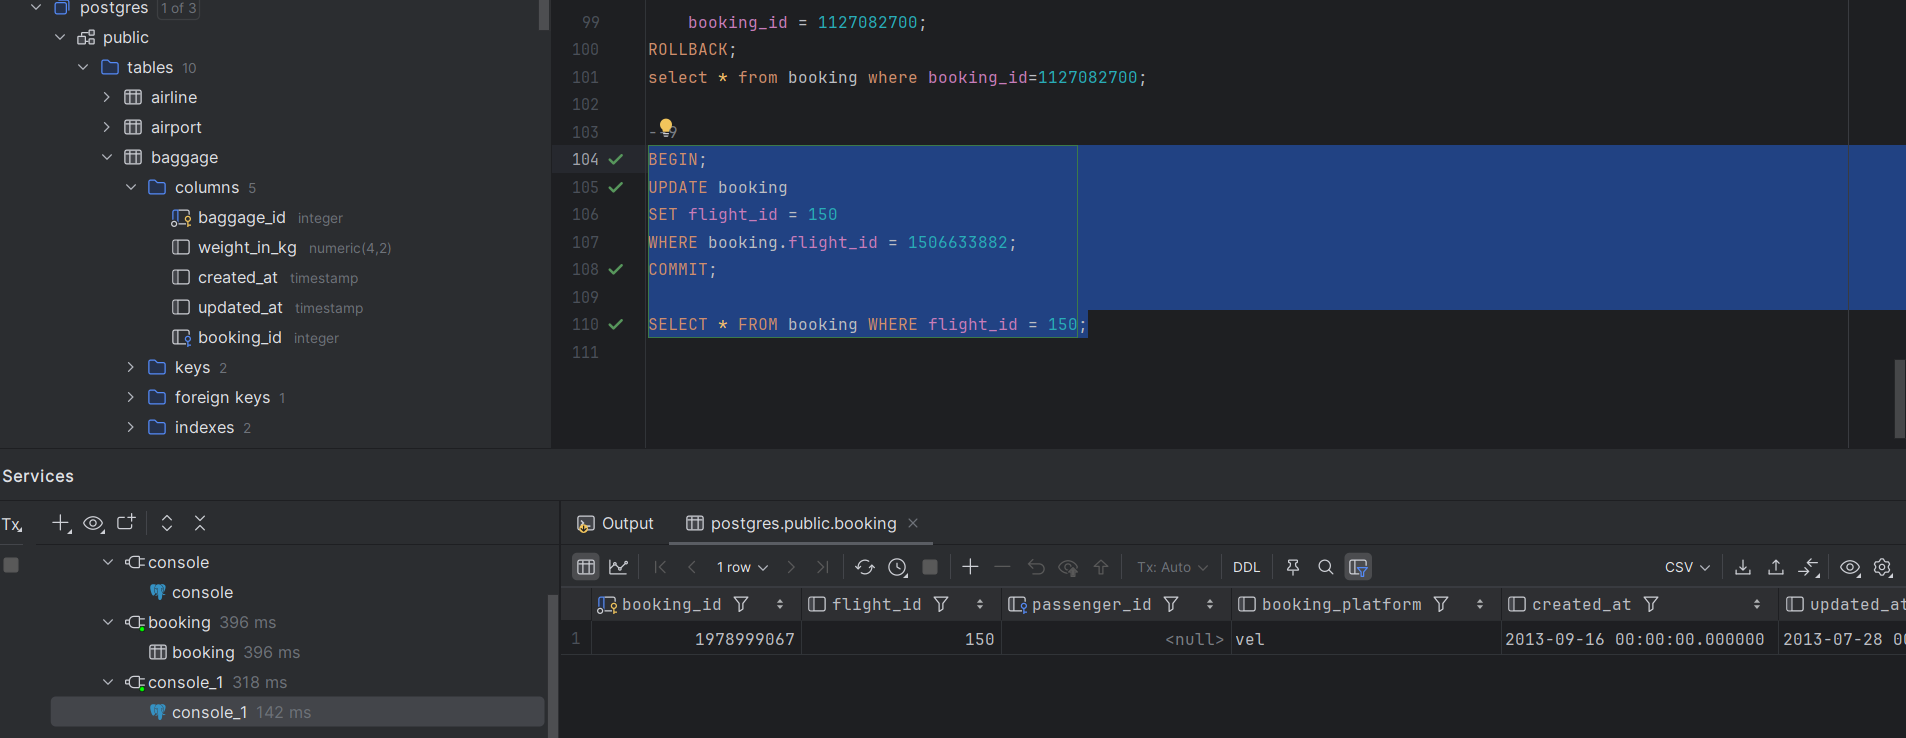 postgres 1 of 3
public
tables 10
airline
airport
baggage
columns 5
baggage_id integer
weight_in_kg numeric(4,2)
created_at timestamp
updated_at timestamp
booking_id integer
keys 2
foreign keys 1
indexes 2
99 booking_id = 1127082700;
100 ROLLBACK;
101 select * from booking where booking_id=1127082700;
102
103 --9
104 BEGIN;
105 UPDATE booking
106 SET flight_id = 150
107 WHERE booking.flight_id = 1506633882;
108 COMMIT;
109
110 SELECT * FROM booking WHERE flight_id = 150;
111
Services
Tx
console
console
booking 396 ms
booking 396 ms
console_1 318 ms
console_1 142 ms
Output postgres.public.booking
1 row Tx: Auto DDL CSV
booking_id flight_id passenger_id booking_platform created_at updated_at
1 1978999067 150 <null> vel 2013-09-16 00:00:00.000000 2013-07-28 00